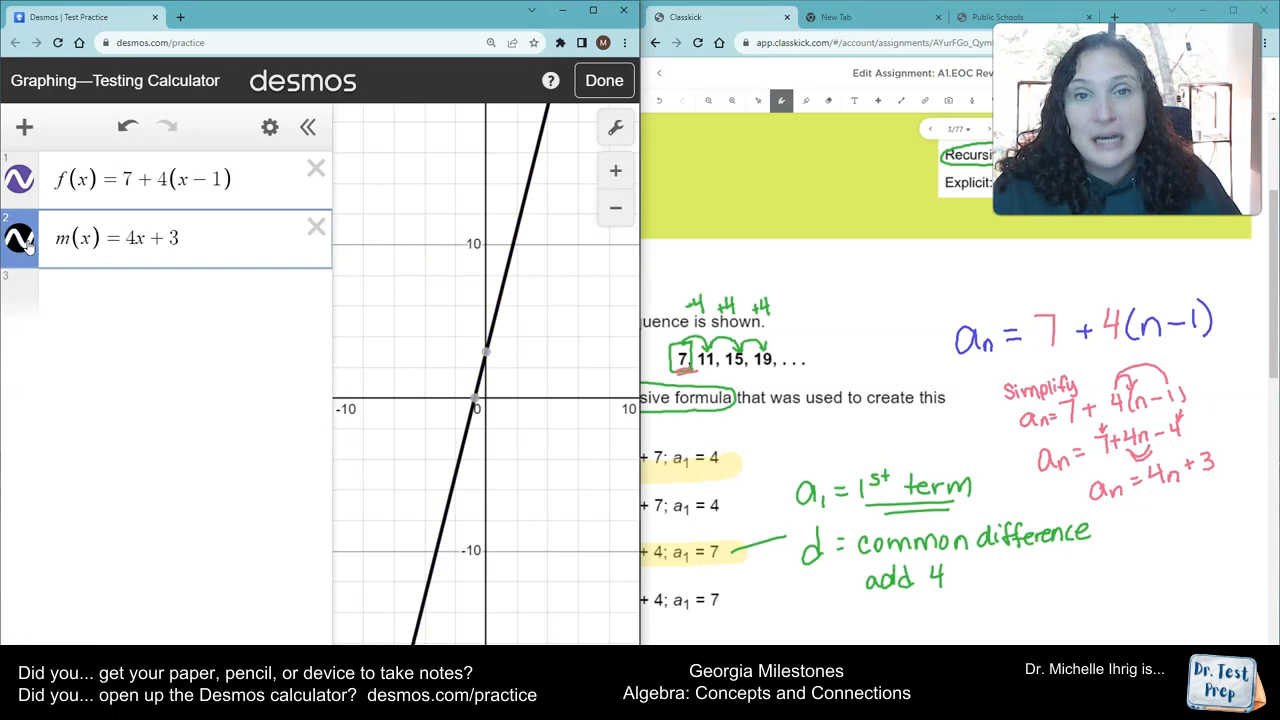 Desmos | Test Practice
desmos.com/practice
M
Graphing—Testing Calculator
desmos
?
Done
1
f(x) = 7 + 4(x − 1)
2
m(x) = 4x + 3
3
10
-10
0
10
-10
Classkick
New Tab
Public Schools
app.classkick.com/#/account/assignments/AYurFGo_Qym
Edit Assignment: A1.EOC Rev
3/77
Recursi
Explicit:
+4 +4 +4
uence is shown.
7, 11, 15, 19, . . .
sive formula that was used to create this
+ 7; a₁ = 4
+ 7; a₁ = 4
+ 4; a₁ = 7
+ 4; a₁ = 7
a₁ = 1st term
d = common difference
add 4
aₙ = 7 + 4(n−1)
Simplify
aₙ = 7 + 4(n−1)
aₙ = 7+4n−4
aₙ = 4n+3
Did you... get your paper, pencil, or device to take notes?
Did you... open up the Desmos calculator? desmos.com/practice
Georgia Milestones
Algebra: Concepts and Connections
Dr. Michelle Ihrig is...
Dr. Test
Prep